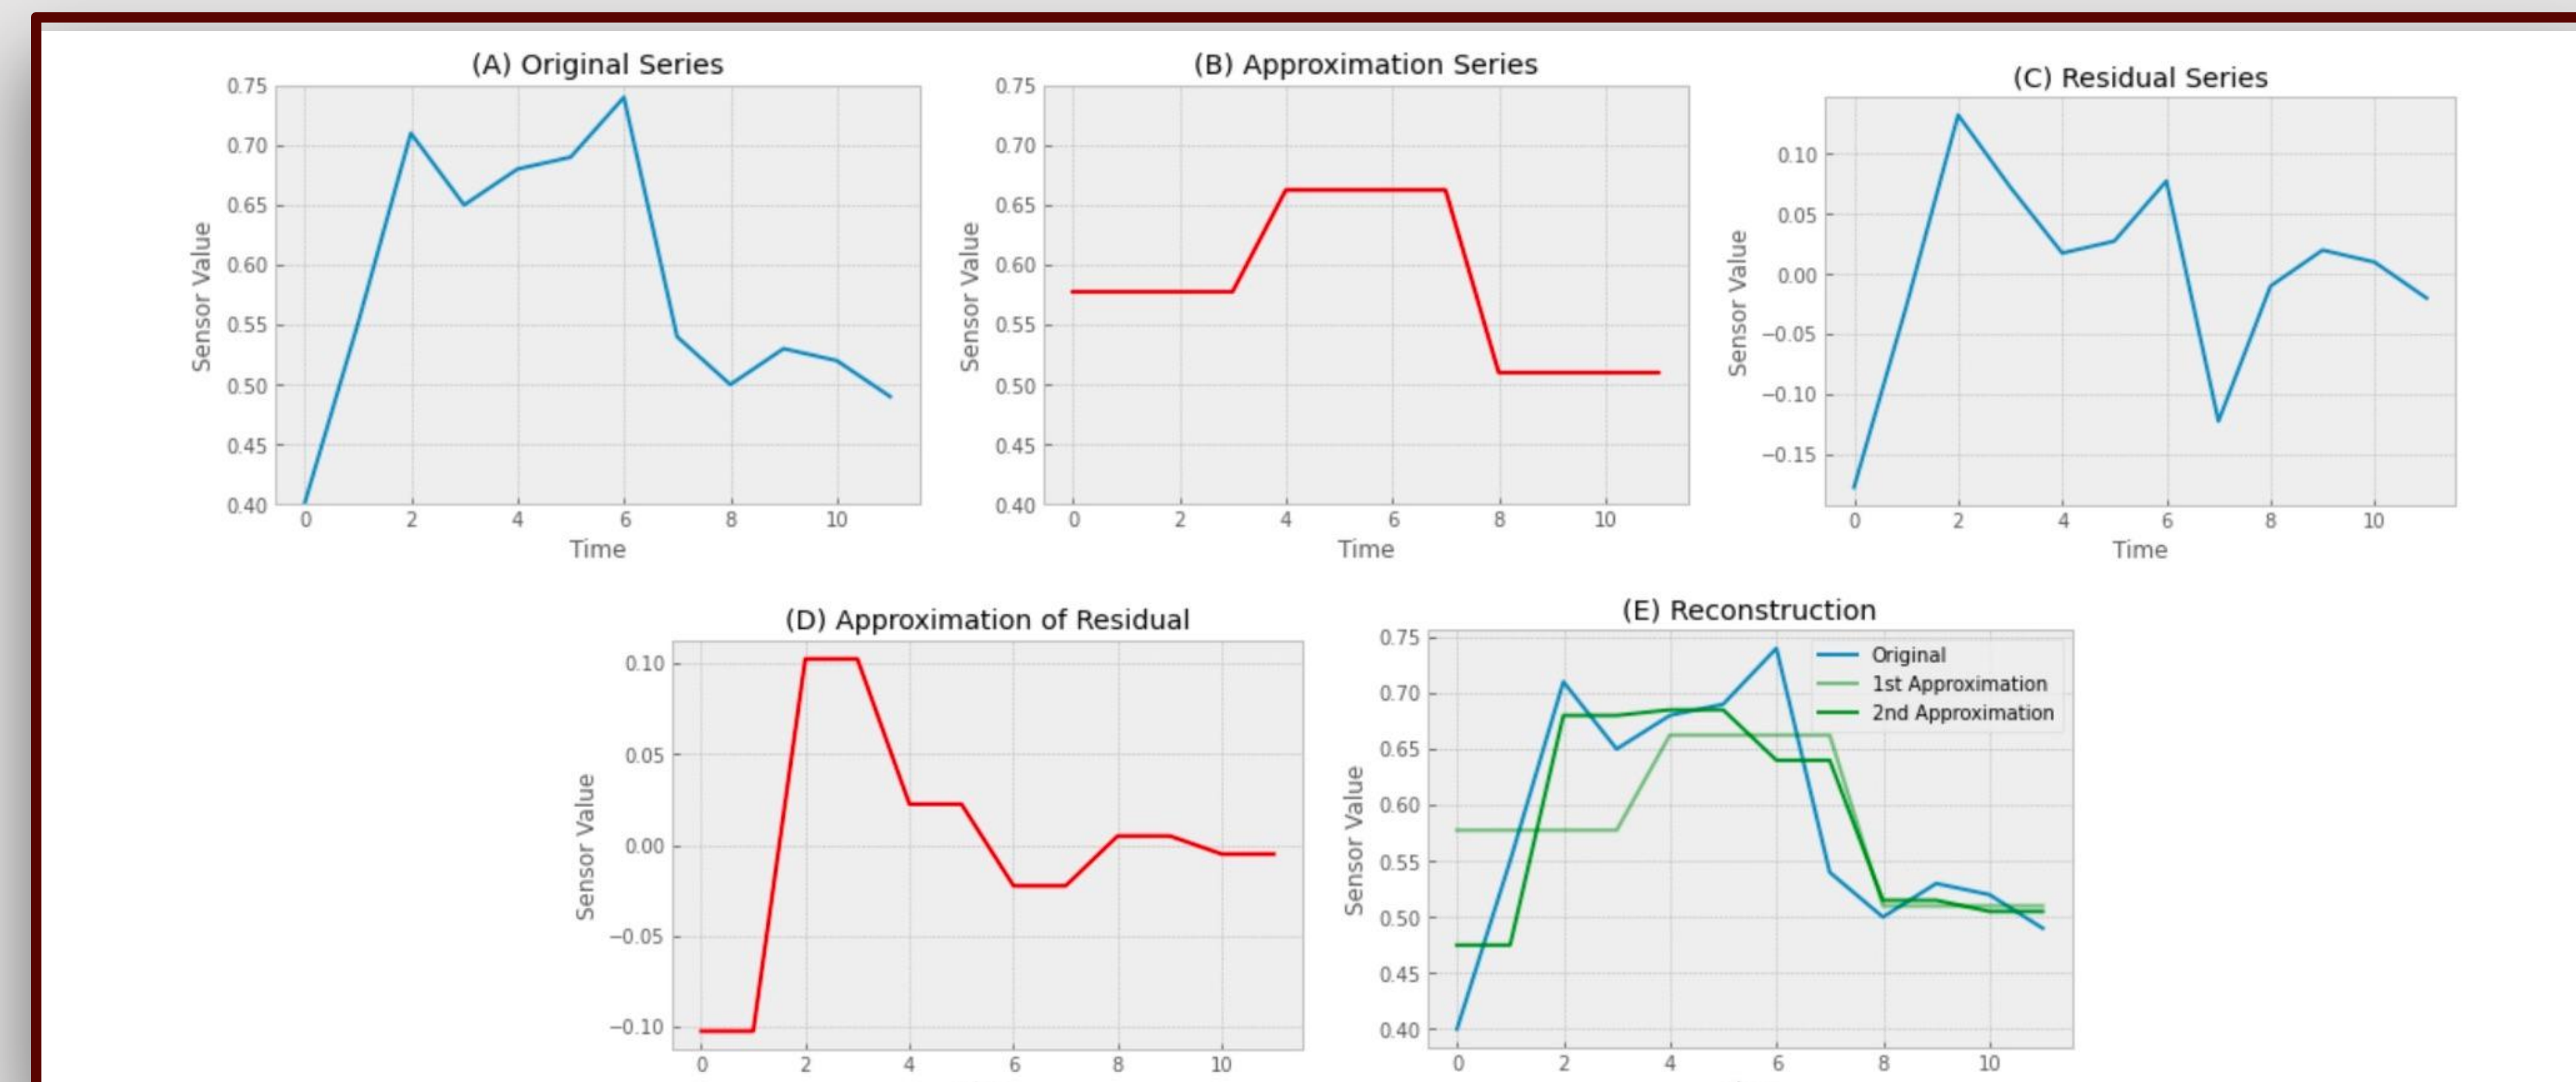 (A) Original Series
0.75
0.70
0.65
0.60
0.55
0.50
0.45
0.40
Sensor Value
0 2 4 6 8 10
Time
(B) Approximation Series
0.75
0.70
0.65
0.60
0.55
0.50
0.45
0.40
Sensor Value
0 2 4 6 8 10
Time
(C) Residual Series
0.10
0.05
0.00
−0.05
−0.10
−0.15
Sensor Value
0 2 4 6 8 10
Time
(D) Approximation of Residual
0.10
0.05
0.00
−0.05
−0.10
Sensor Value
0 2 4 6 8 10
(E) Reconstruction
0.75
0.70
0.65
0.60
0.55
0.50
0.45
0.40
Sensor Value
Original
1st Approximation
2nd Approximation
0 2 4 6 8 10